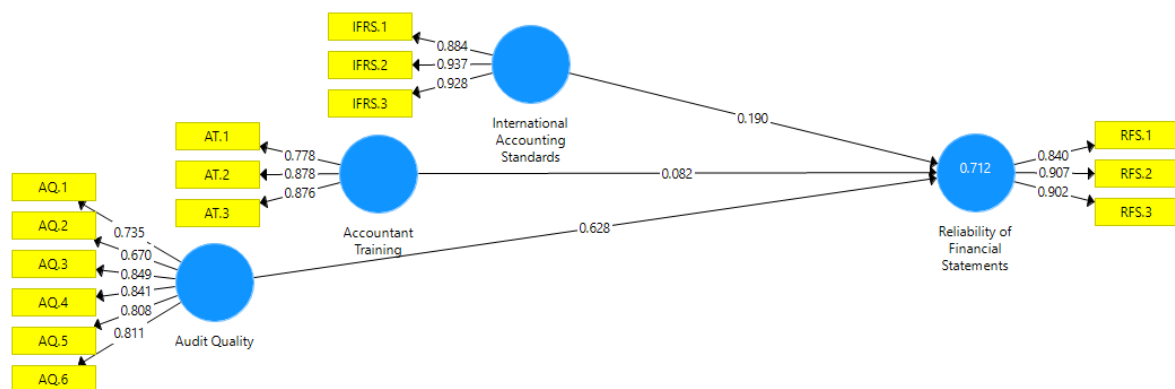 IFRS.1
0.884
IFRS.2
0.937
IFRS.3
0.928
International
Accounting
Standards
0.190
AT.1
0.778
AT.2
0.878
AT.3
0.876
Accountant
Training
0.082
AQ.1
0.735
AQ.2
0.670
AQ.3
0.849
AQ.4
0.841
AQ.5
0.808
AQ.6
0.811
Audit Quality
0.628
0.712
Reliability of
Financial
Statements
RFS.1
0.840
RFS.2
0.907
RFS.3
0.902